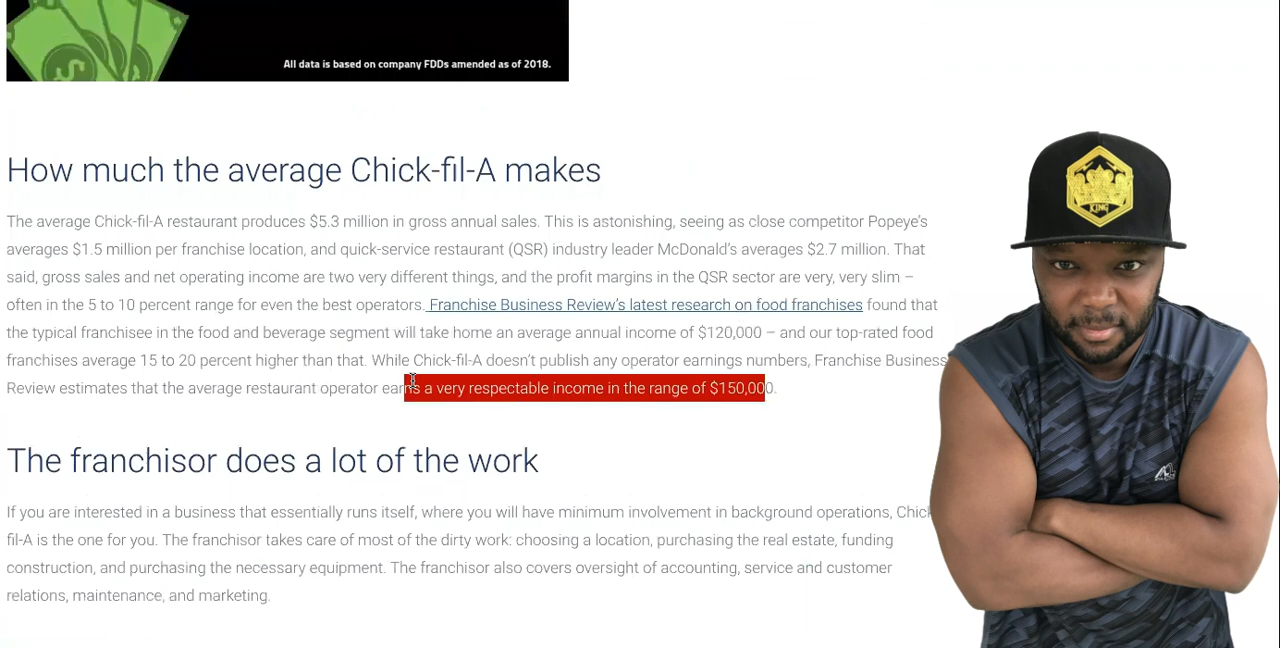 All data is based on company FDDs amended as of 2018.
How much the average Chick-fil-A makes
The average Chick-fil-A restaurant produces $5.3 million in gross annual sales. This is astonishing, seeing as close competitor Popeye's
averages $1.5 million per franchise location, and quick-service restaurant (QSR) industry leader McDonald's averages $2.7 million. That
said, gross sales and net operating income are two very different things, and the profit margins in the QSR sector are very, very slim –
often in the 5 to 10 percent range for even the best operators. Franchise Business Review's latest research on food franchises found that
the typical franchisee in the food and beverage segment will take home an average annual income of $120,000 – and our top-rated food
franchises average 15 to 20 percent higher than that. While Chick-fil-A doesn't publish any operator earnings numbers, Franchise Business
Review estimates that the average restaurant operator earns a very respectable income in the range of $150,000.
The franchisor does a lot of the work
If you are interested in a business that essentially runs itself, where you will have minimum involvement in background operations, Chick
fil-A is the one for you. The franchisor takes care of most of the dirty work: choosing a location, purchasing the real estate, funding
construction, and purchasing the necessary equipment. The franchisor also covers oversight of accounting, service and customer
relations, maintenance, and marketing.
KING